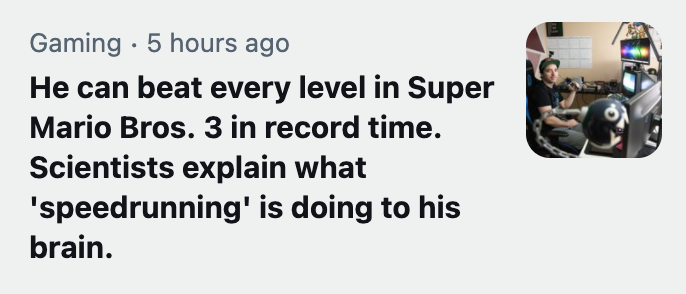 Gaming · 5 hours ago
He can beat every level in Super
Mario Bros. 3 in record time.
Scientists explain what
'speedrunning' is doing to his
brain.